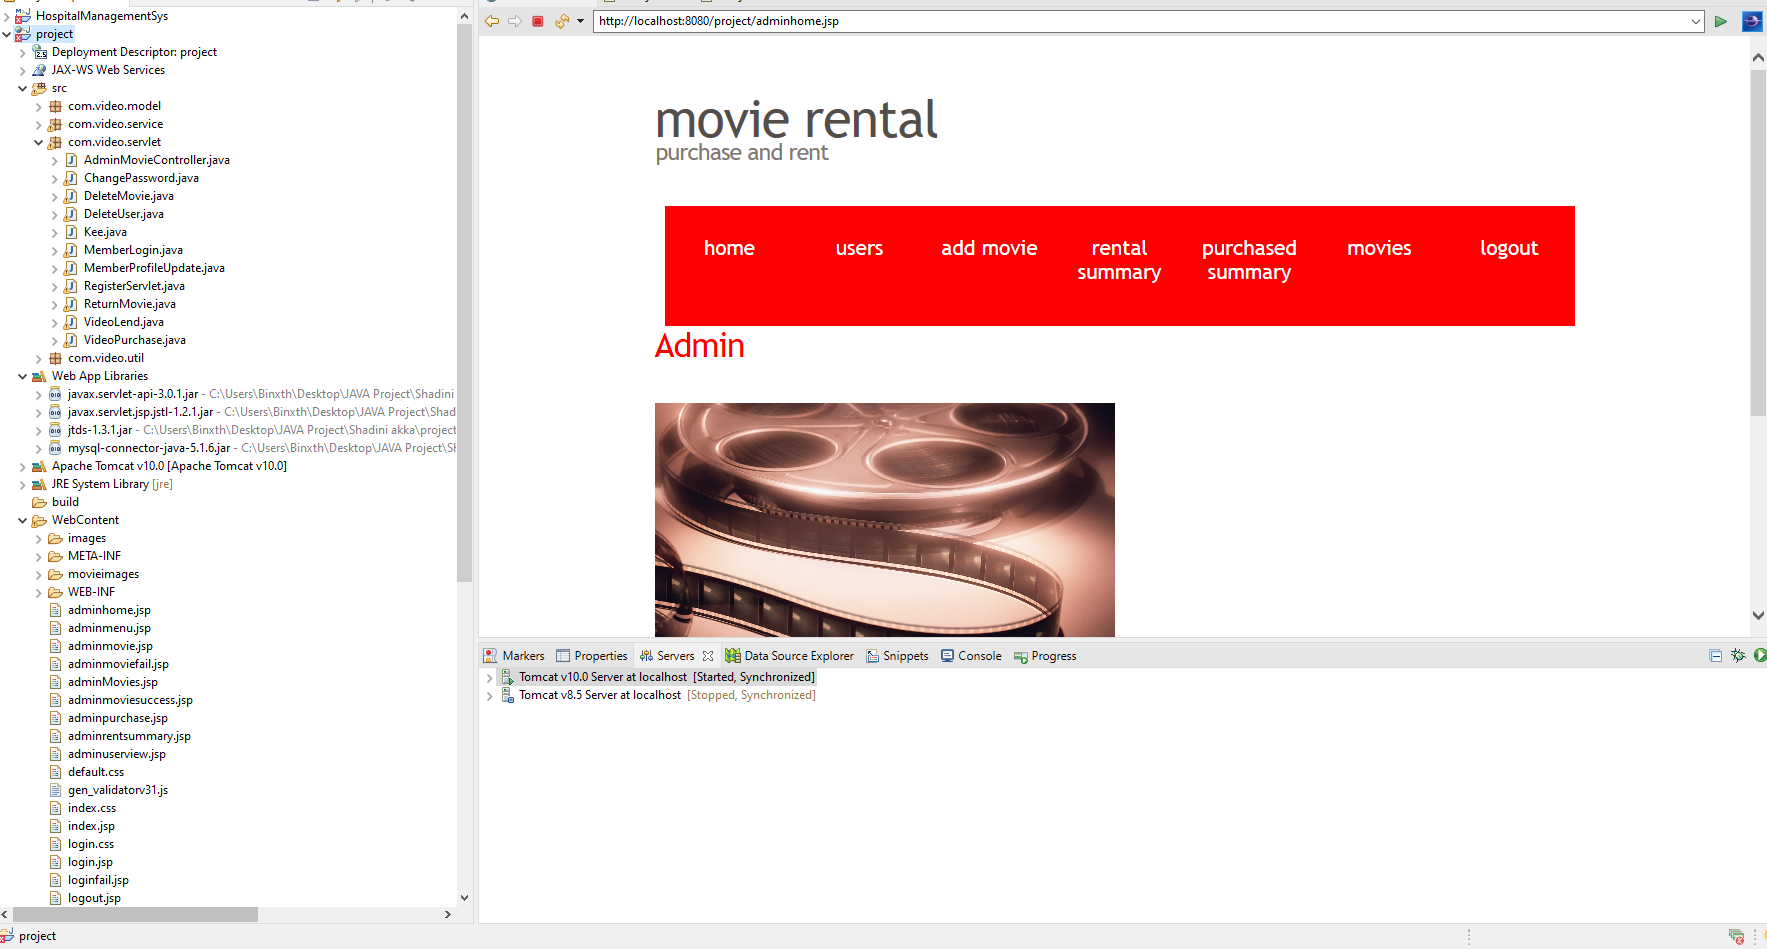 HospitalManagementSys
project
Deployment Descriptor: project
JAX-WS Web Services
src
com.video.model
com.video.service
com.video.servlet
AdminMovieController.java
ChangePassword.java
DeleteMovie.java
DeleteUser.java
Kee.java
MemberLogin.java
MemberProfileUpdate.java
RegisterServlet.java
ReturnMovie.java
VideoLend.java
VideoPurchase.java
com.video.util
Web App Libraries
javax.servlet-api-3.0.1.jar - C:\Users\Binxth\Desktop\JAVA Project\Shadini
javax.servlet.jsp.jstl-1.2.1.jar - C:\Users\Binxth\Desktop\JAVA Project\Shad
jtds-1.3.1.jar - C:\Users\Binxth\Desktop\JAVA Project\Shadini akka\project
mysql-connector-java-5.1.6.jar - C:\Users\Binxth\Desktop\JAVA Project\Sh
Apache Tomcat v10.0 [Apache Tomcat v10.0]
JRE System Library [jre]
build
WebContent
images
META-INF
movieimages
WEB-INF
adminhome.jsp
adminmenu.jsp
adminmovie.jsp
adminmoviefail.jsp
adminMovies.jsp
adminmoviesuccess.jsp
adminpurchase.jsp
adminrentsummary.jsp
adminuserview.jsp
default.css
gen_validatorv31.js
index.css
index.jsp
login.css
login.jsp
loginfail.jsp
logout.jsp
project
http://localhost:8080/project/adminhome.jsp
movie rental
purchase and rent
home users add movie rental summary purchased summary movies logout
Admin
Markers Properties Servers Data Source Explorer Snippets Console Progress
Tomcat v10.0 Server at localhost [Started, Synchronized]
Tomcat v8.5 Server at localhost [Stopped, Synchronized]